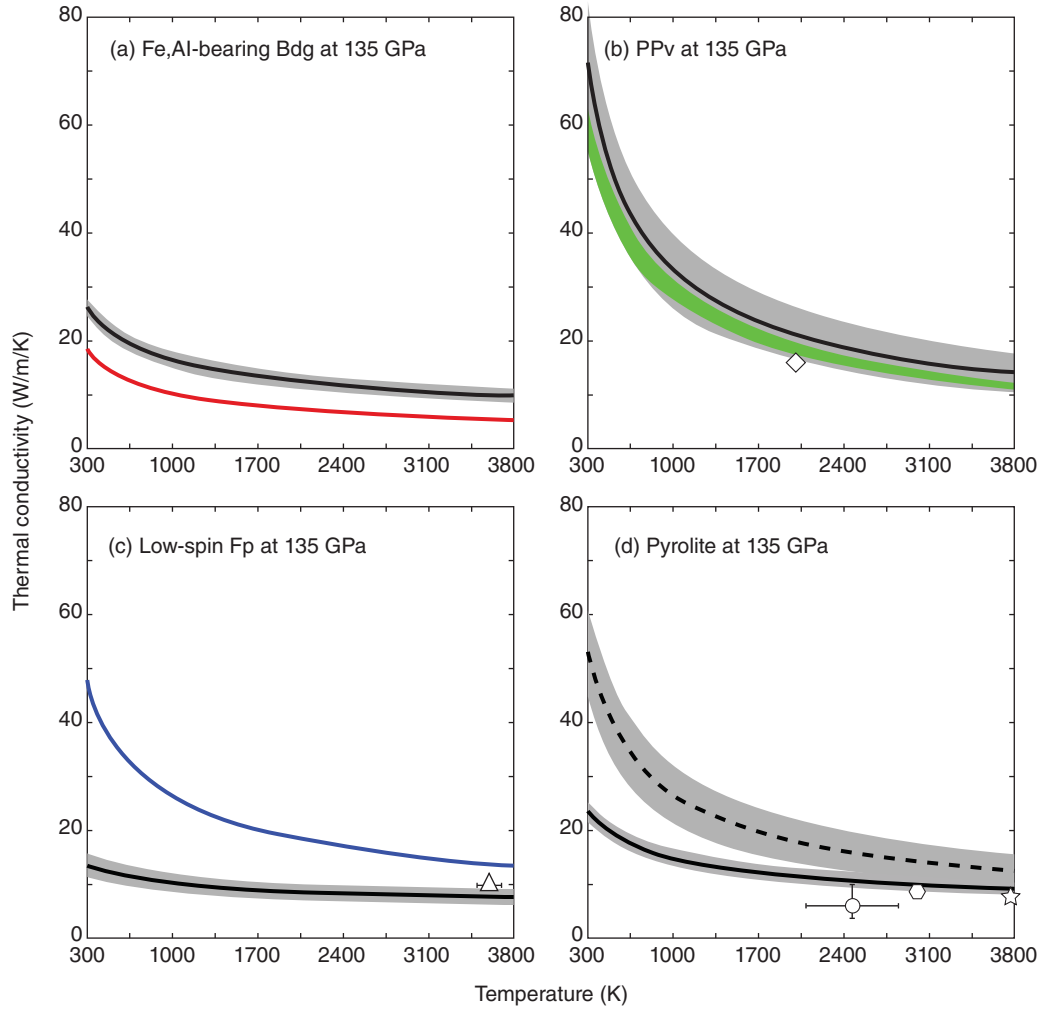 (a) Fe,Al-bearing Bdg at 135 GPa
(b) PPv at 135 GPa
80
60
40
20
0
300 1000 1700 2400 3100 3800
80
60
40
20
0
300 1000 1700 2400 3100 3800
(c) Low-spin Fp at 135 GPa
(d) Pyrolite at 135 GPa
80
60
40
20
0
300 1000 1700 2400 3100 3800
80
60
40
20
0
300 1000 1700 2400 3100 3800
Thermal conductivity (W/m/K)
Temperature (K)